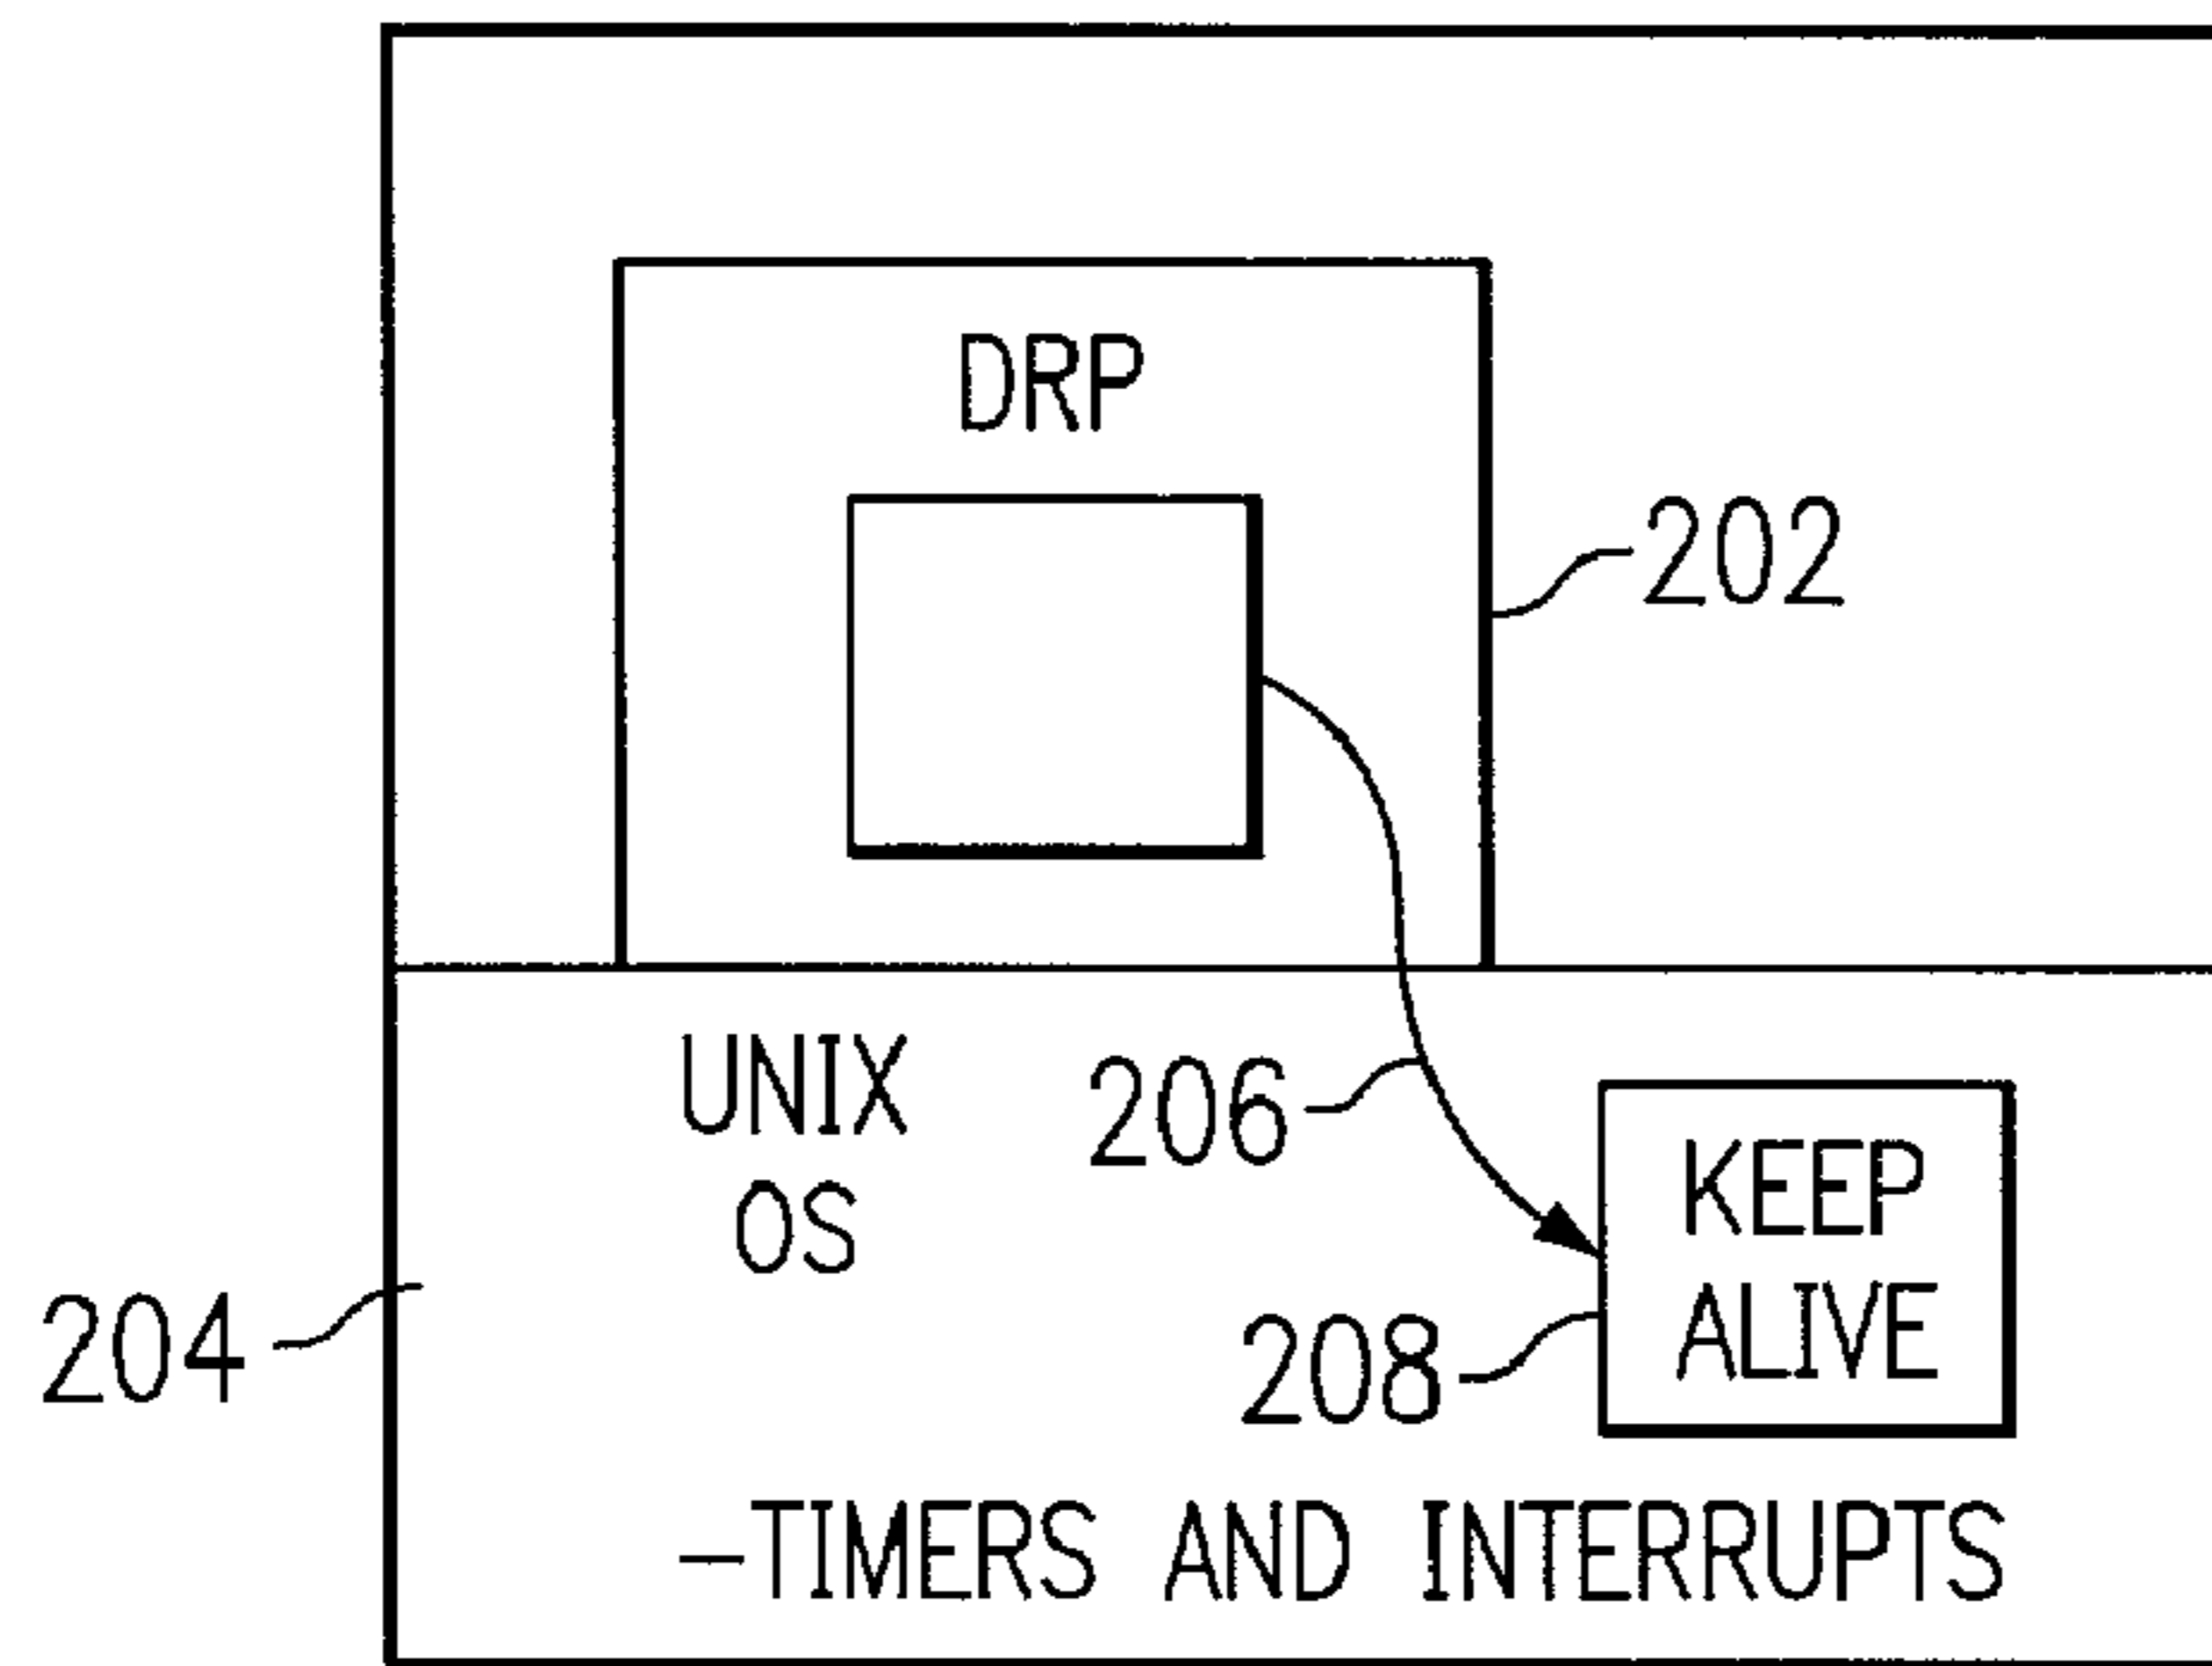 DRP
202
UNIX
OS
206
KEEP
ALIVE
204
208
-TIMERS AND INTERRUPTS